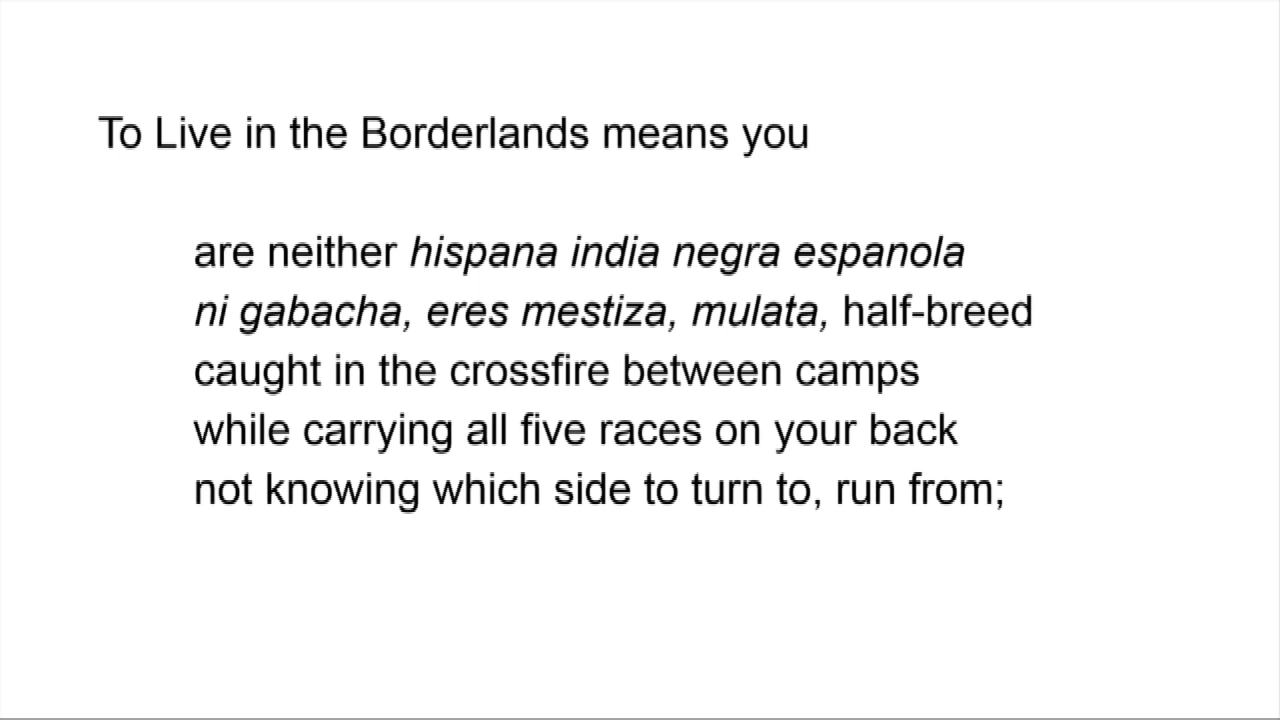 To Live in the Borderlands means you
are neither hispana india negra espanola
ni gabacha, eres mestiza, mulata, half-breed
caught in the crossfire between camps
while carrying all five races on your back
not knowing which side to turn to, run from;